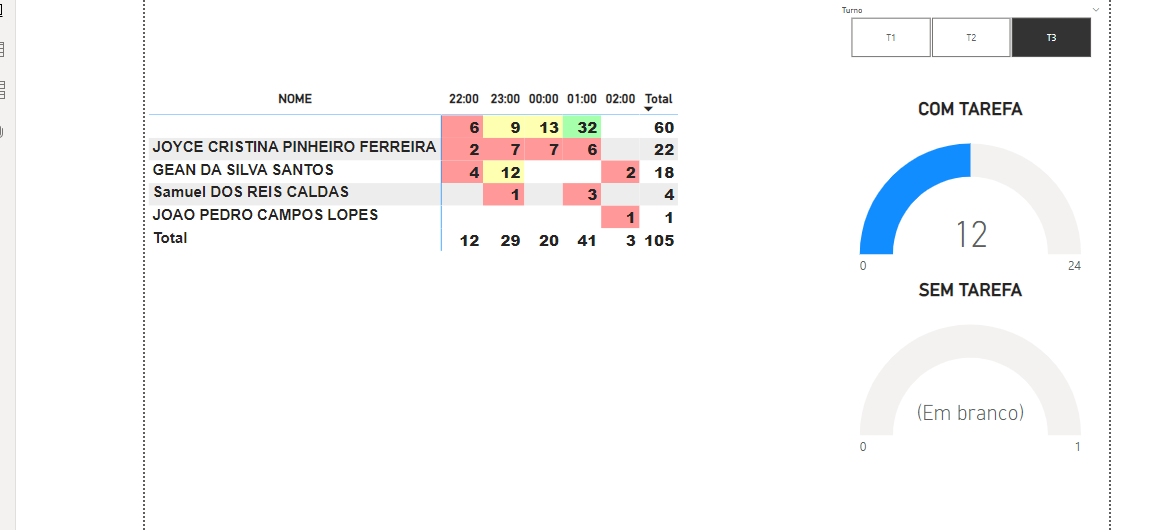 Turno
T1 T2 T3
NOME 22:00 23:00 00:00 01:00 02:00 Total
6 9 13 32 60
JOYCE CRISTINA PINHEIRO FERREIRA 2 7 7 6 22
GEAN DA SILVA SANTOS 4 12 2 18
Samuel DOS REIS CALDAS 1 3 4
JOAO PEDRO CAMPOS LOPES 1 1
Total 12 29 20 41 3 105
COM TAREFA
12
0 24
SEM TAREFA
(Em branco)
0 1